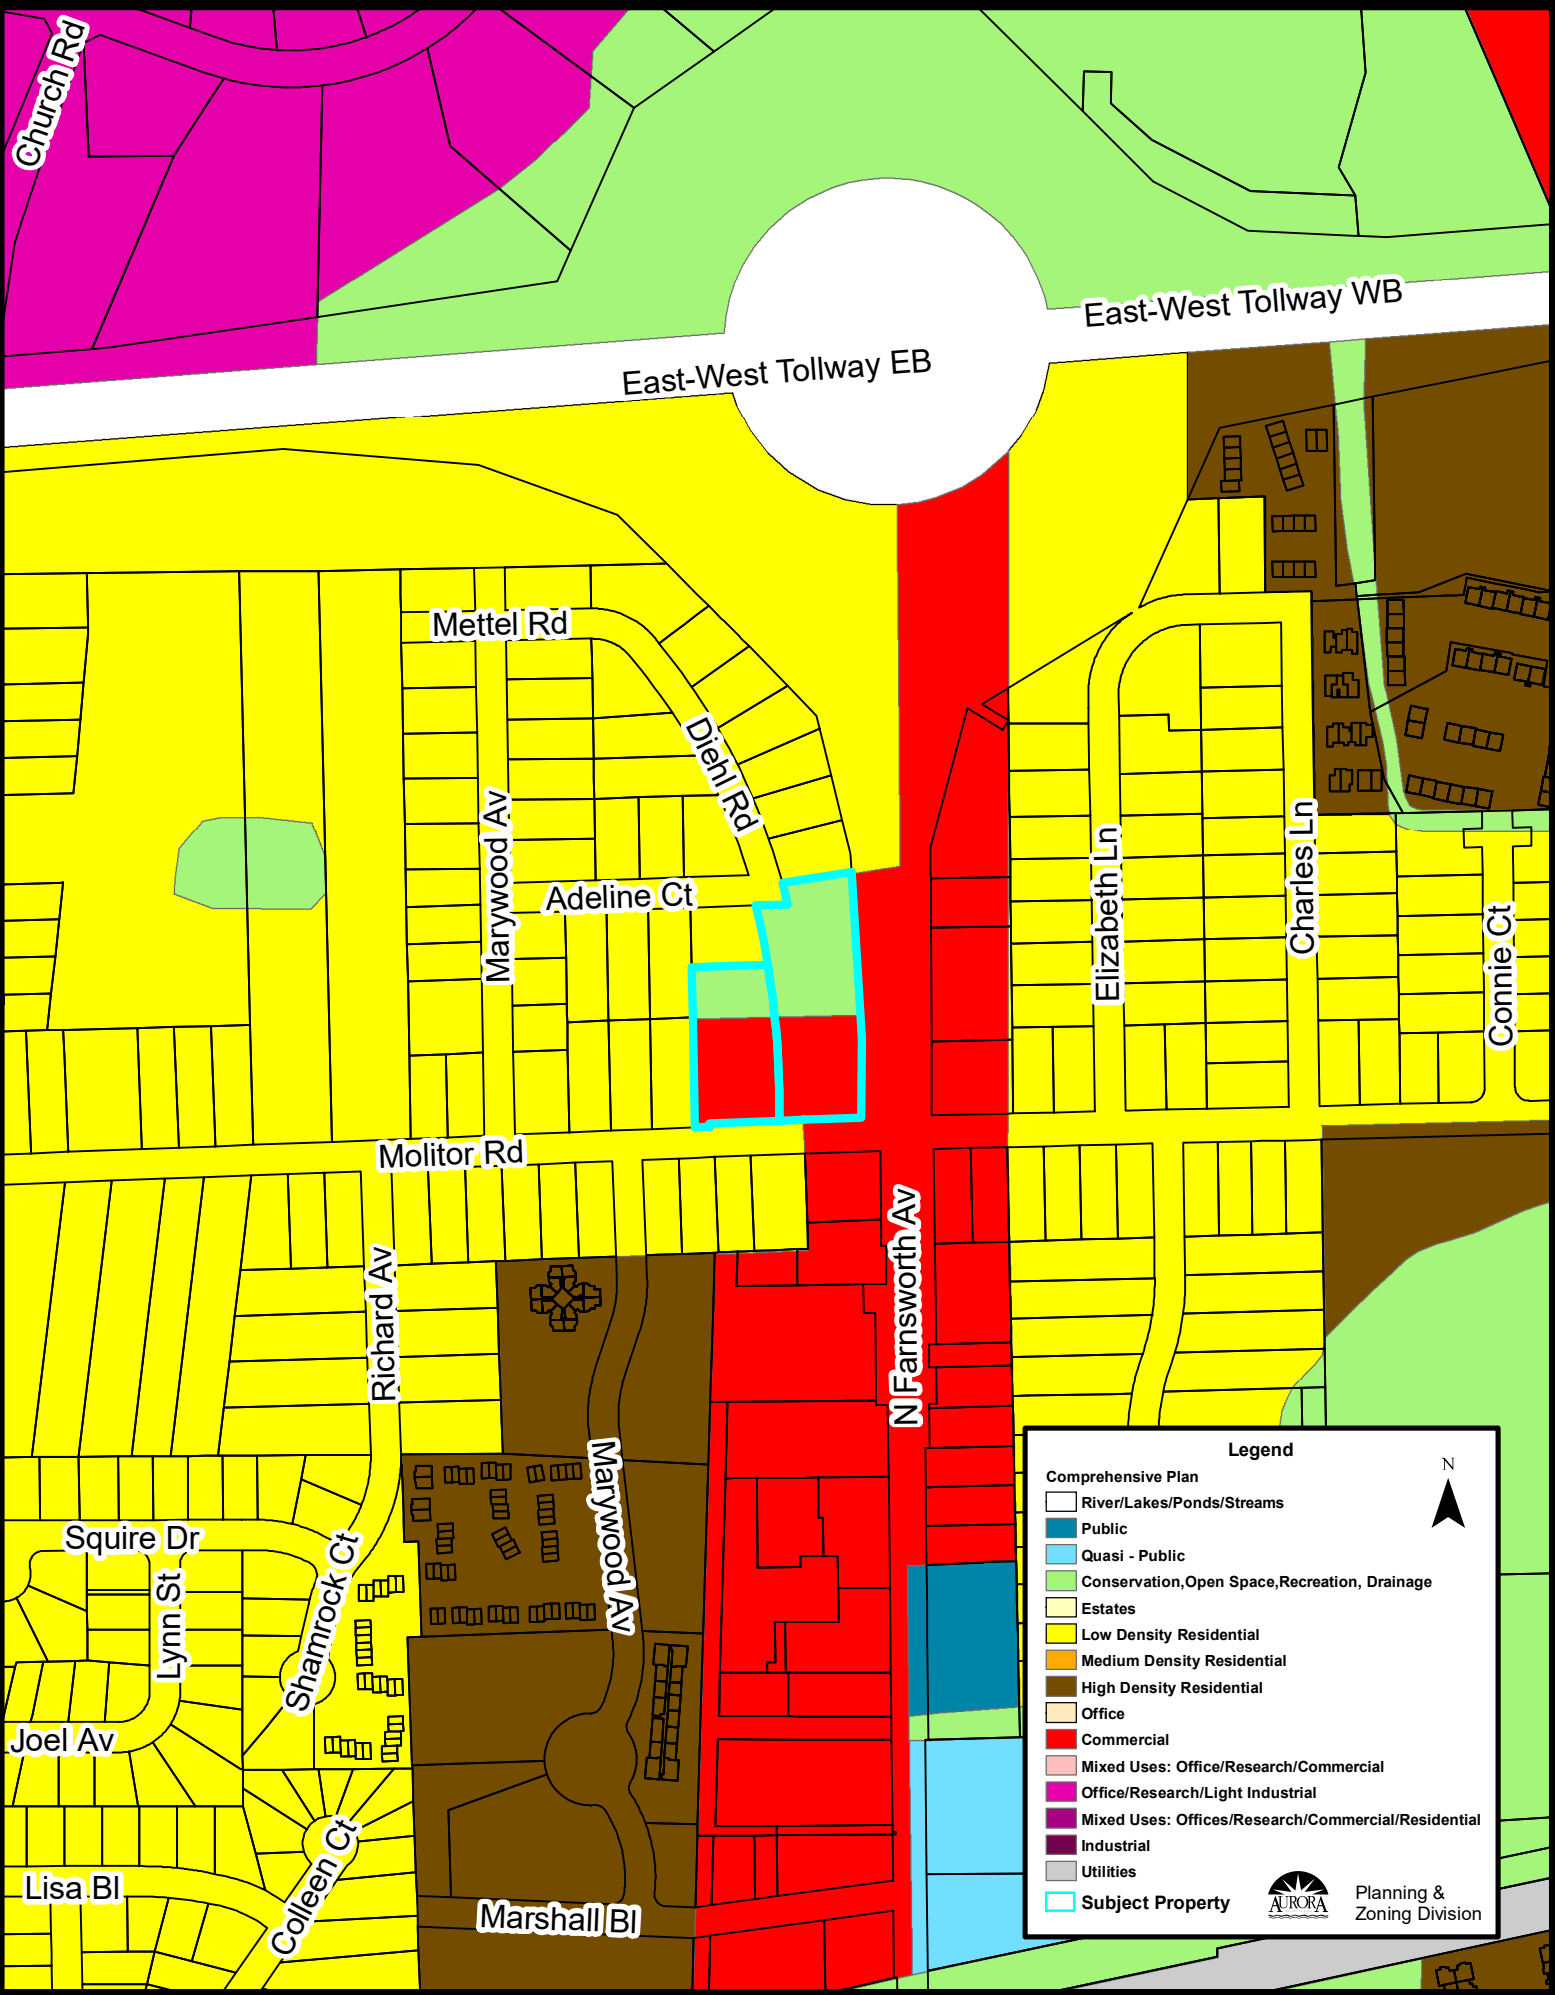 Church Rd
East-West Tollway WB
East-West Tollway EB
Mettel Rd
Diehl Rd
Marywood Av
Adeline Ct
Elizabeth Ln
Charles Ln
Connie Ct
Molitor Rd
N Farnsworth Av
Richard Av
Marywood Av
Squire Dr
Lynn St
Shamrock Ct
Joel Av
Lisa Bl
Colleen Ct
Marshall Bl
Legend
N
Comprehensive Plan
River/Lakes/Ponds/Streams
Public
Quasi - Public
Conservation,Open Space,Recreation, Drainage
Estates
Low Density Residential
Medium Density Residential
High Density Residential
Office
Commercial
Mixed Uses: Office/Research/Commercial
Office/Research/Light Industrial
Mixed Uses: Offices/Research/Commercial/Residential
Industrial
Utilities
Subject Property
AURORA
Planning &
Zoning Division